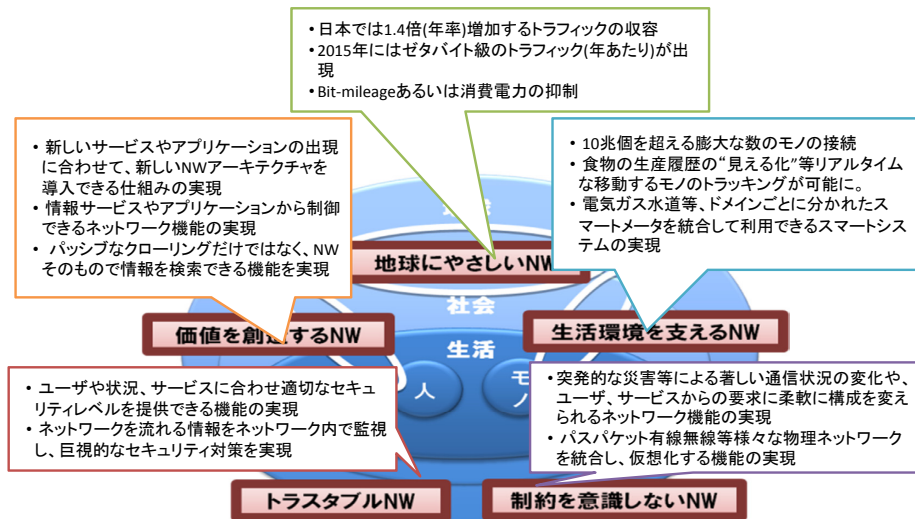 • 日本では1.4倍(年率)増加するトラフィックの収容
• 2015年にはゼタバイト級のトラフィック(年あたり)が出
現
• Bit-mileageあるいは消費電力の抑制
• 新しいサービスやアプリケーションの出現
に合わせて、新しいNWアーキテクチャを
導入できる仕組みの実現
• 情報サービスやアプリケーションから制御
できるネットワーク機能の実現
• パッシブなクローリングだけではなく、NW
そのもので情報を検索できる機能を実現
• 10兆個を超える膨大な数のモノの接続
• 食物の生産履歴の“見える化”等リアルタイム
な移動するモノのトラッキングが可能に。
• 電気ガス水道等、ドメインごとに分かれたス
マートメータを統合して利用できるスマートシス
テムの実現
地球にやさしいNW
社会
価値を創造するNW
生活環境を支えるNW
生活
人
モノ
• ユーザや状況、サービスに合わせ適切なセキュ
リティレベルを提供できる機能の実現
• ネットワークを流れる情報をネットワーク内で監視
し、巨視的なセキュリティ対策を実現
• 突発的な災害等による著しい通信状況の変化や、
ユーザ、サービスからの要求に柔軟に構成を変え
られるネットワーク機能の実現
• パスパケット有線無線等様々な物理ネットワーク
を統合し、仮想化する機能の実現
トラスタブルNW
制約を意識しないNW